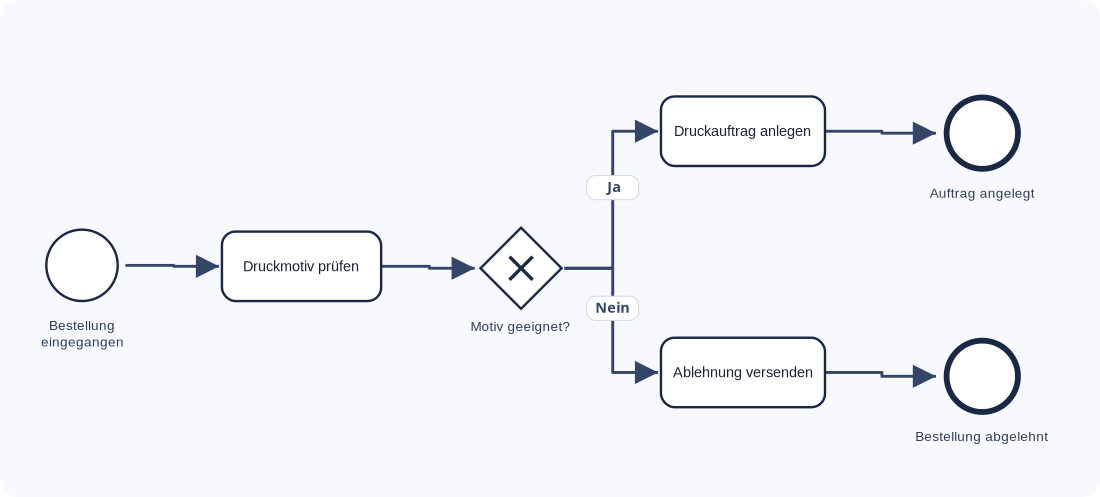 Bestellung
eingegangen
Druckmotiv prüfen
Motiv geeignet?
Ja
Druckauftrag anlegen
Auftrag angelegt
Nein
Ablehnung versenden
Bestellung abgelehnt